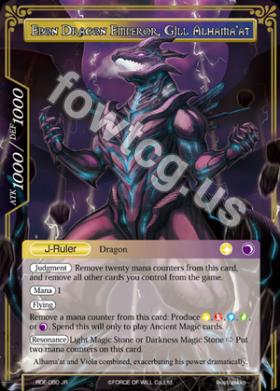 Edon Dragon Emperor, Gill Alhama'at
ATK 1000 / DEF 1000
fowtcg.us
J-Ruler Dragon
Judgment Remove twenty mana counters from this card,
and remove all other cards you control from the game.
Mana 1
Flying
Remove a mana counter from this card: Produce
or . Spend this will only to play Ancient Magic cards.
Resonance Light Magic Stone or Darkness Magic Stone ⇨ Put
two mana counters on this card.
Alhama'at and Viola combined, exacerbating his power dramatically.
©FORCE OF WILL Co.,Ltd.